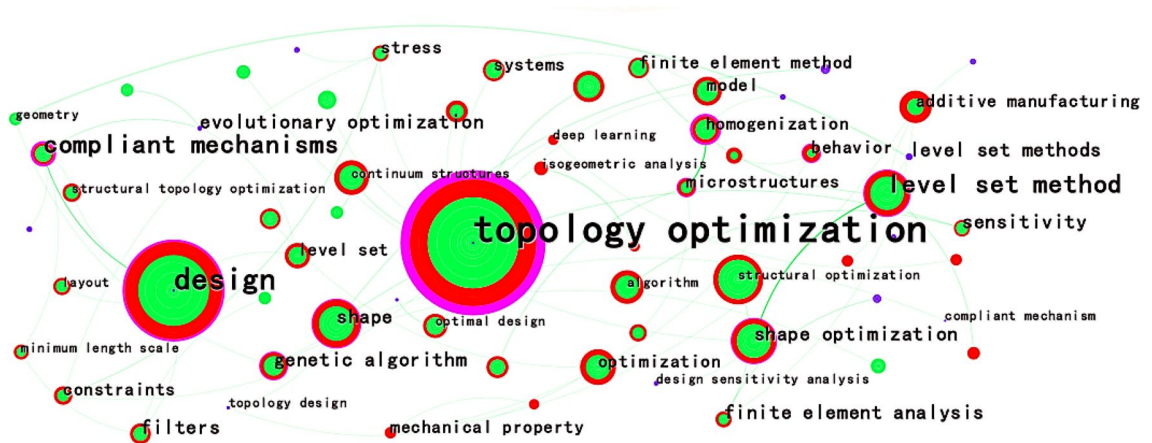 stress
systems
finite element method
model
additive manufacturing
geometry
evolutionary optimization
homogenization
deep learning
compliant mechanisms
behavior
level set methods
isogeometric analysis
continuum structures
microstructures
level set method
structural topology optimization
sensitivity
topology optimization
level set
design
layout
algorithm
structural optimization
shape
optimal design
compliant mechanism
shape optimization
minimum length scale
genetic algorithm
optimization
design sensitivity analysis
constraints
topology design
finite element analysis
filters
mechanical property